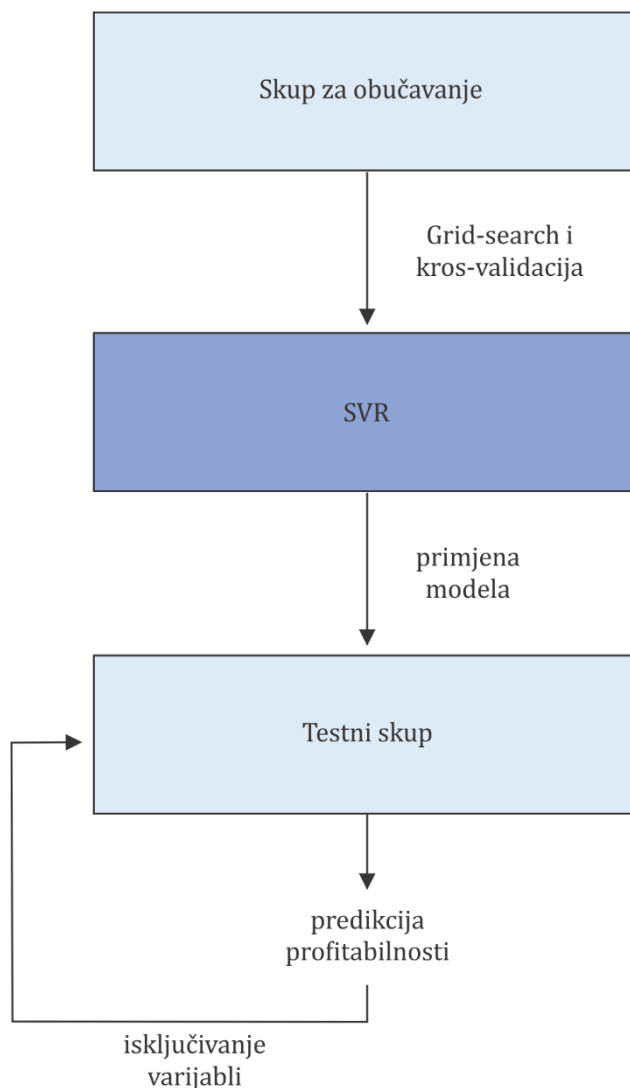 Skup za obučavanje
Grid-search i
kros-validacija
SVR
primjena
modela
Testni skup
predikcija
profitabilnosti
isključivanje
varijabli